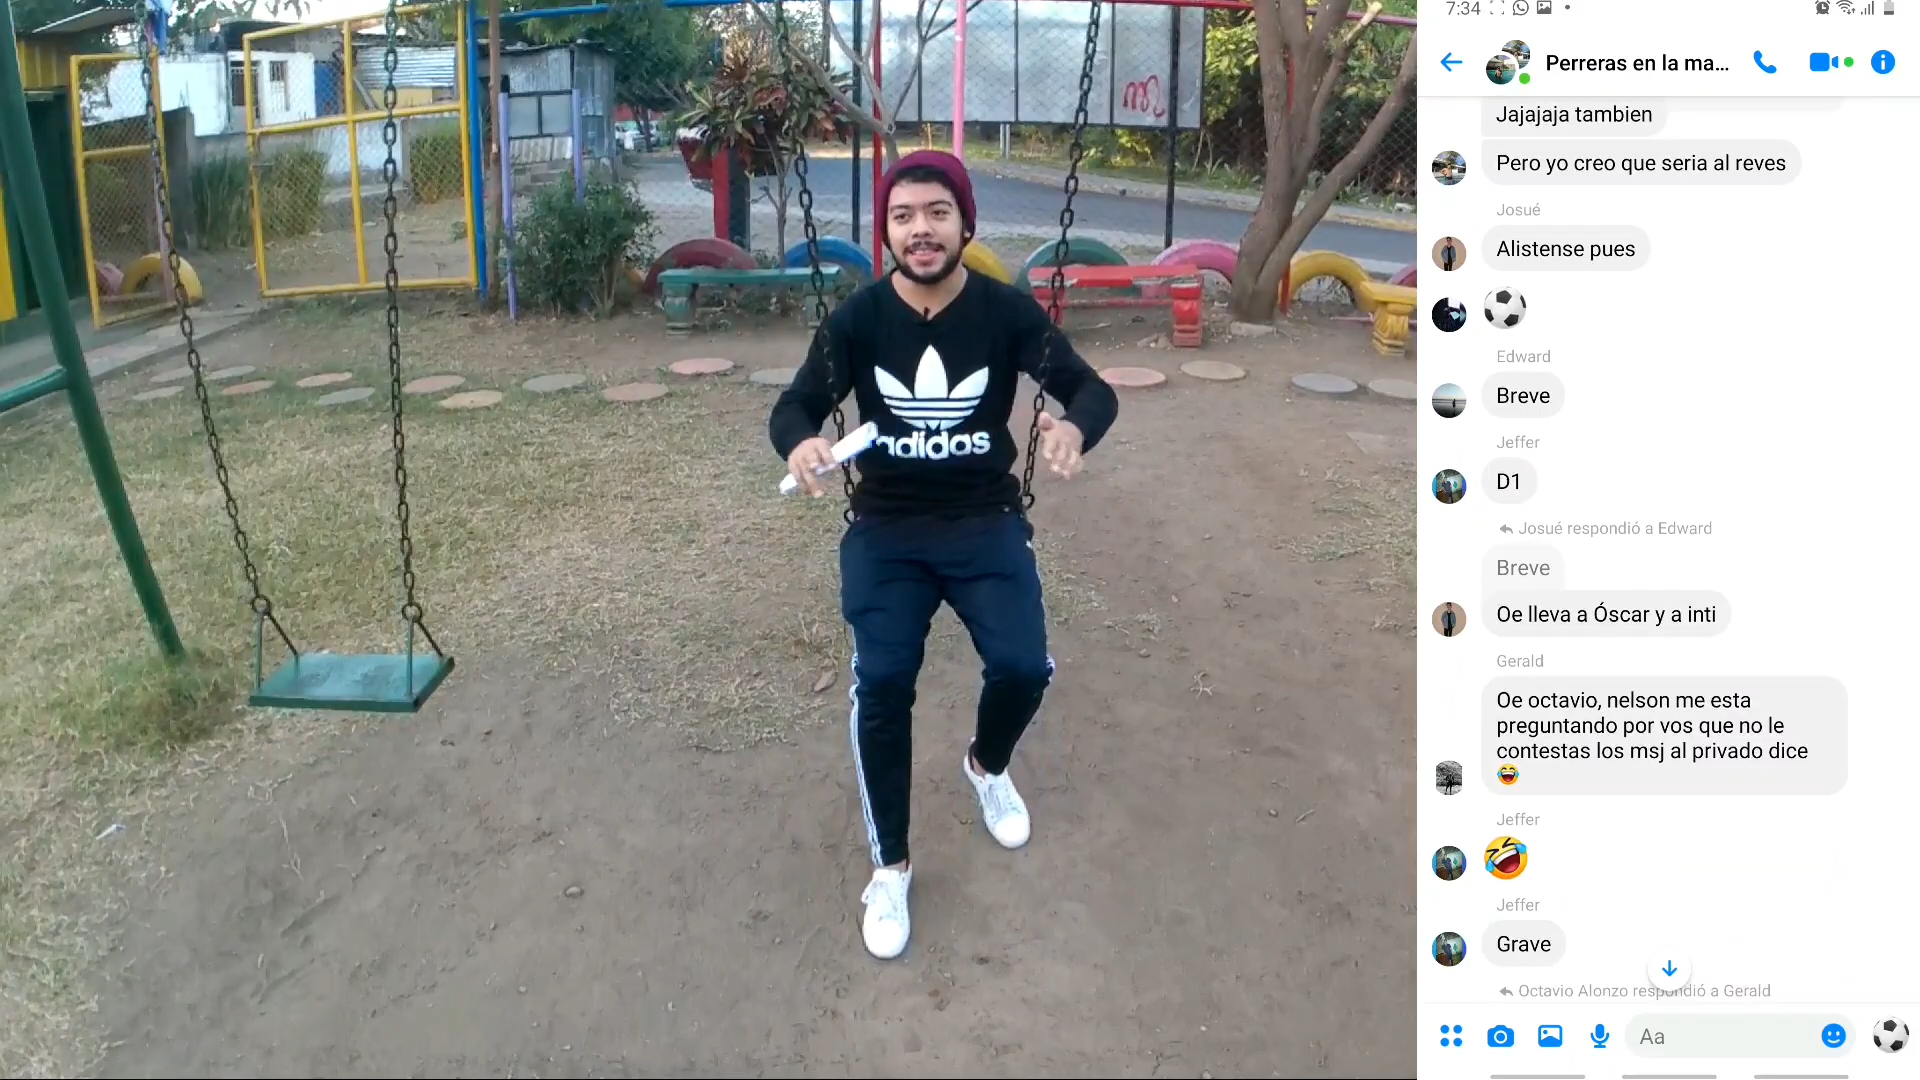 adidas
7:34
Perreras en la ma...
Jajajaja tambien
Pero yo creo que seria al reves
Josué
Alistense pues
Edward
Breve
Jeffer
D1
Josué respondió a Edward
Breve
Oe lleva a Óscar y a inti
Gerald
Oe octavio, nelson me esta
preguntando por vos que no le
contestas los msj al privado dice
Jeffer
Jeffer
Grave
Octavio Alonzo respondió a Gerald
Aa